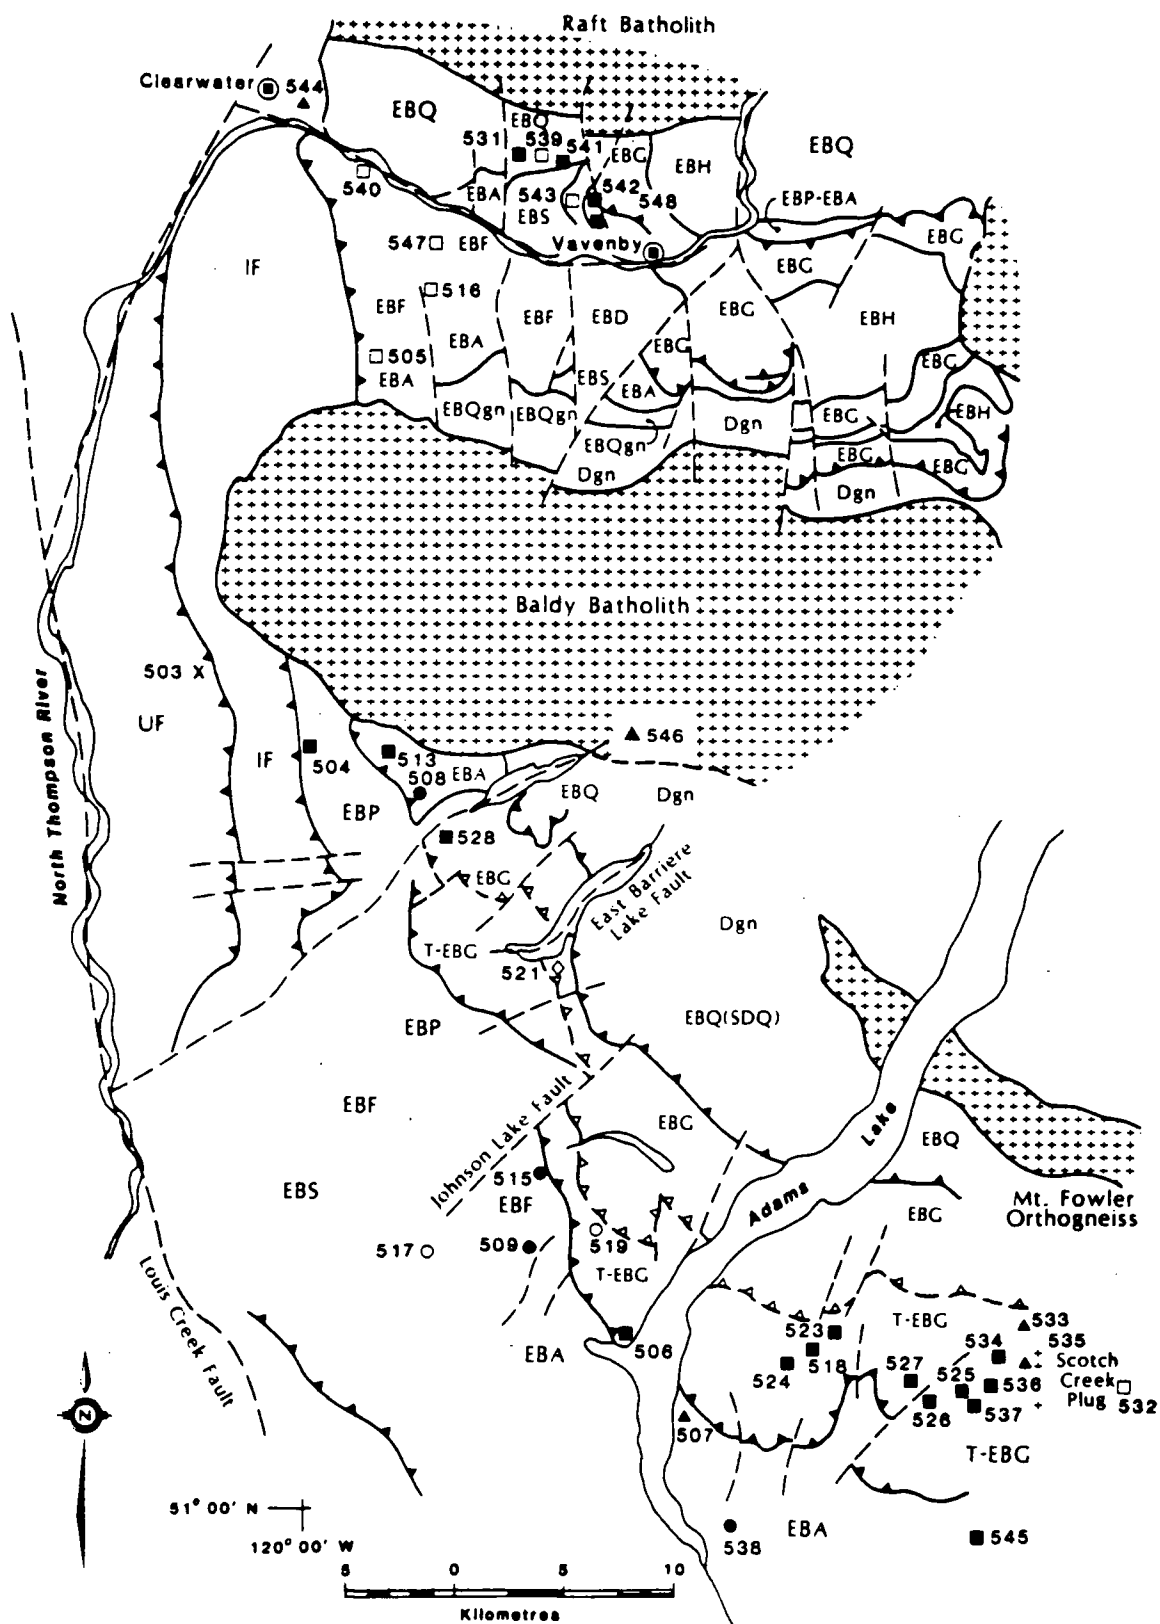 Raft Batholith
Clearwater
544
EBQ
EBQ
531
539
541
EBG
EBH
EBQ
540
EBA
543
542
548
EBS
EBP-EBA
547
EBF
Vavenby
EBG
EBG
IF
516
EBF
EBA
EBF
EBD
EBG
EBH
505
EBA
EBG
EBG
EBS
EBA
EBQgn
EBQgn
Dgn
EBG
EBH
EBQgn
EBG
EBG
Dgn
Dgn
Baldy Batholith
503 X
North Thompson River
UF
546
IF
504
513
EBA
508
EBQ
Dgn
EBP
528
EBG
East Barriere
Lake Fault
T-EBG
Dgn
521
EBP
EBQ(SDQ)
EBF
Johnson Lake Fault
EBG
Lake
Adams
EBQ
515
EBS
EBF
Mt. Fowler
Orthogneiss
EBG
517
509
519
T-EBG
Louis Creek Fault
T-EBG
533
523
534
535
EBA
506
518
527
Scotch
524
525
536
Creek
Plug
532
526
537
507
T-EBG
N
51° 00' N
120° 00' W
538
EBA
545
5 0 5 10
Kilometres